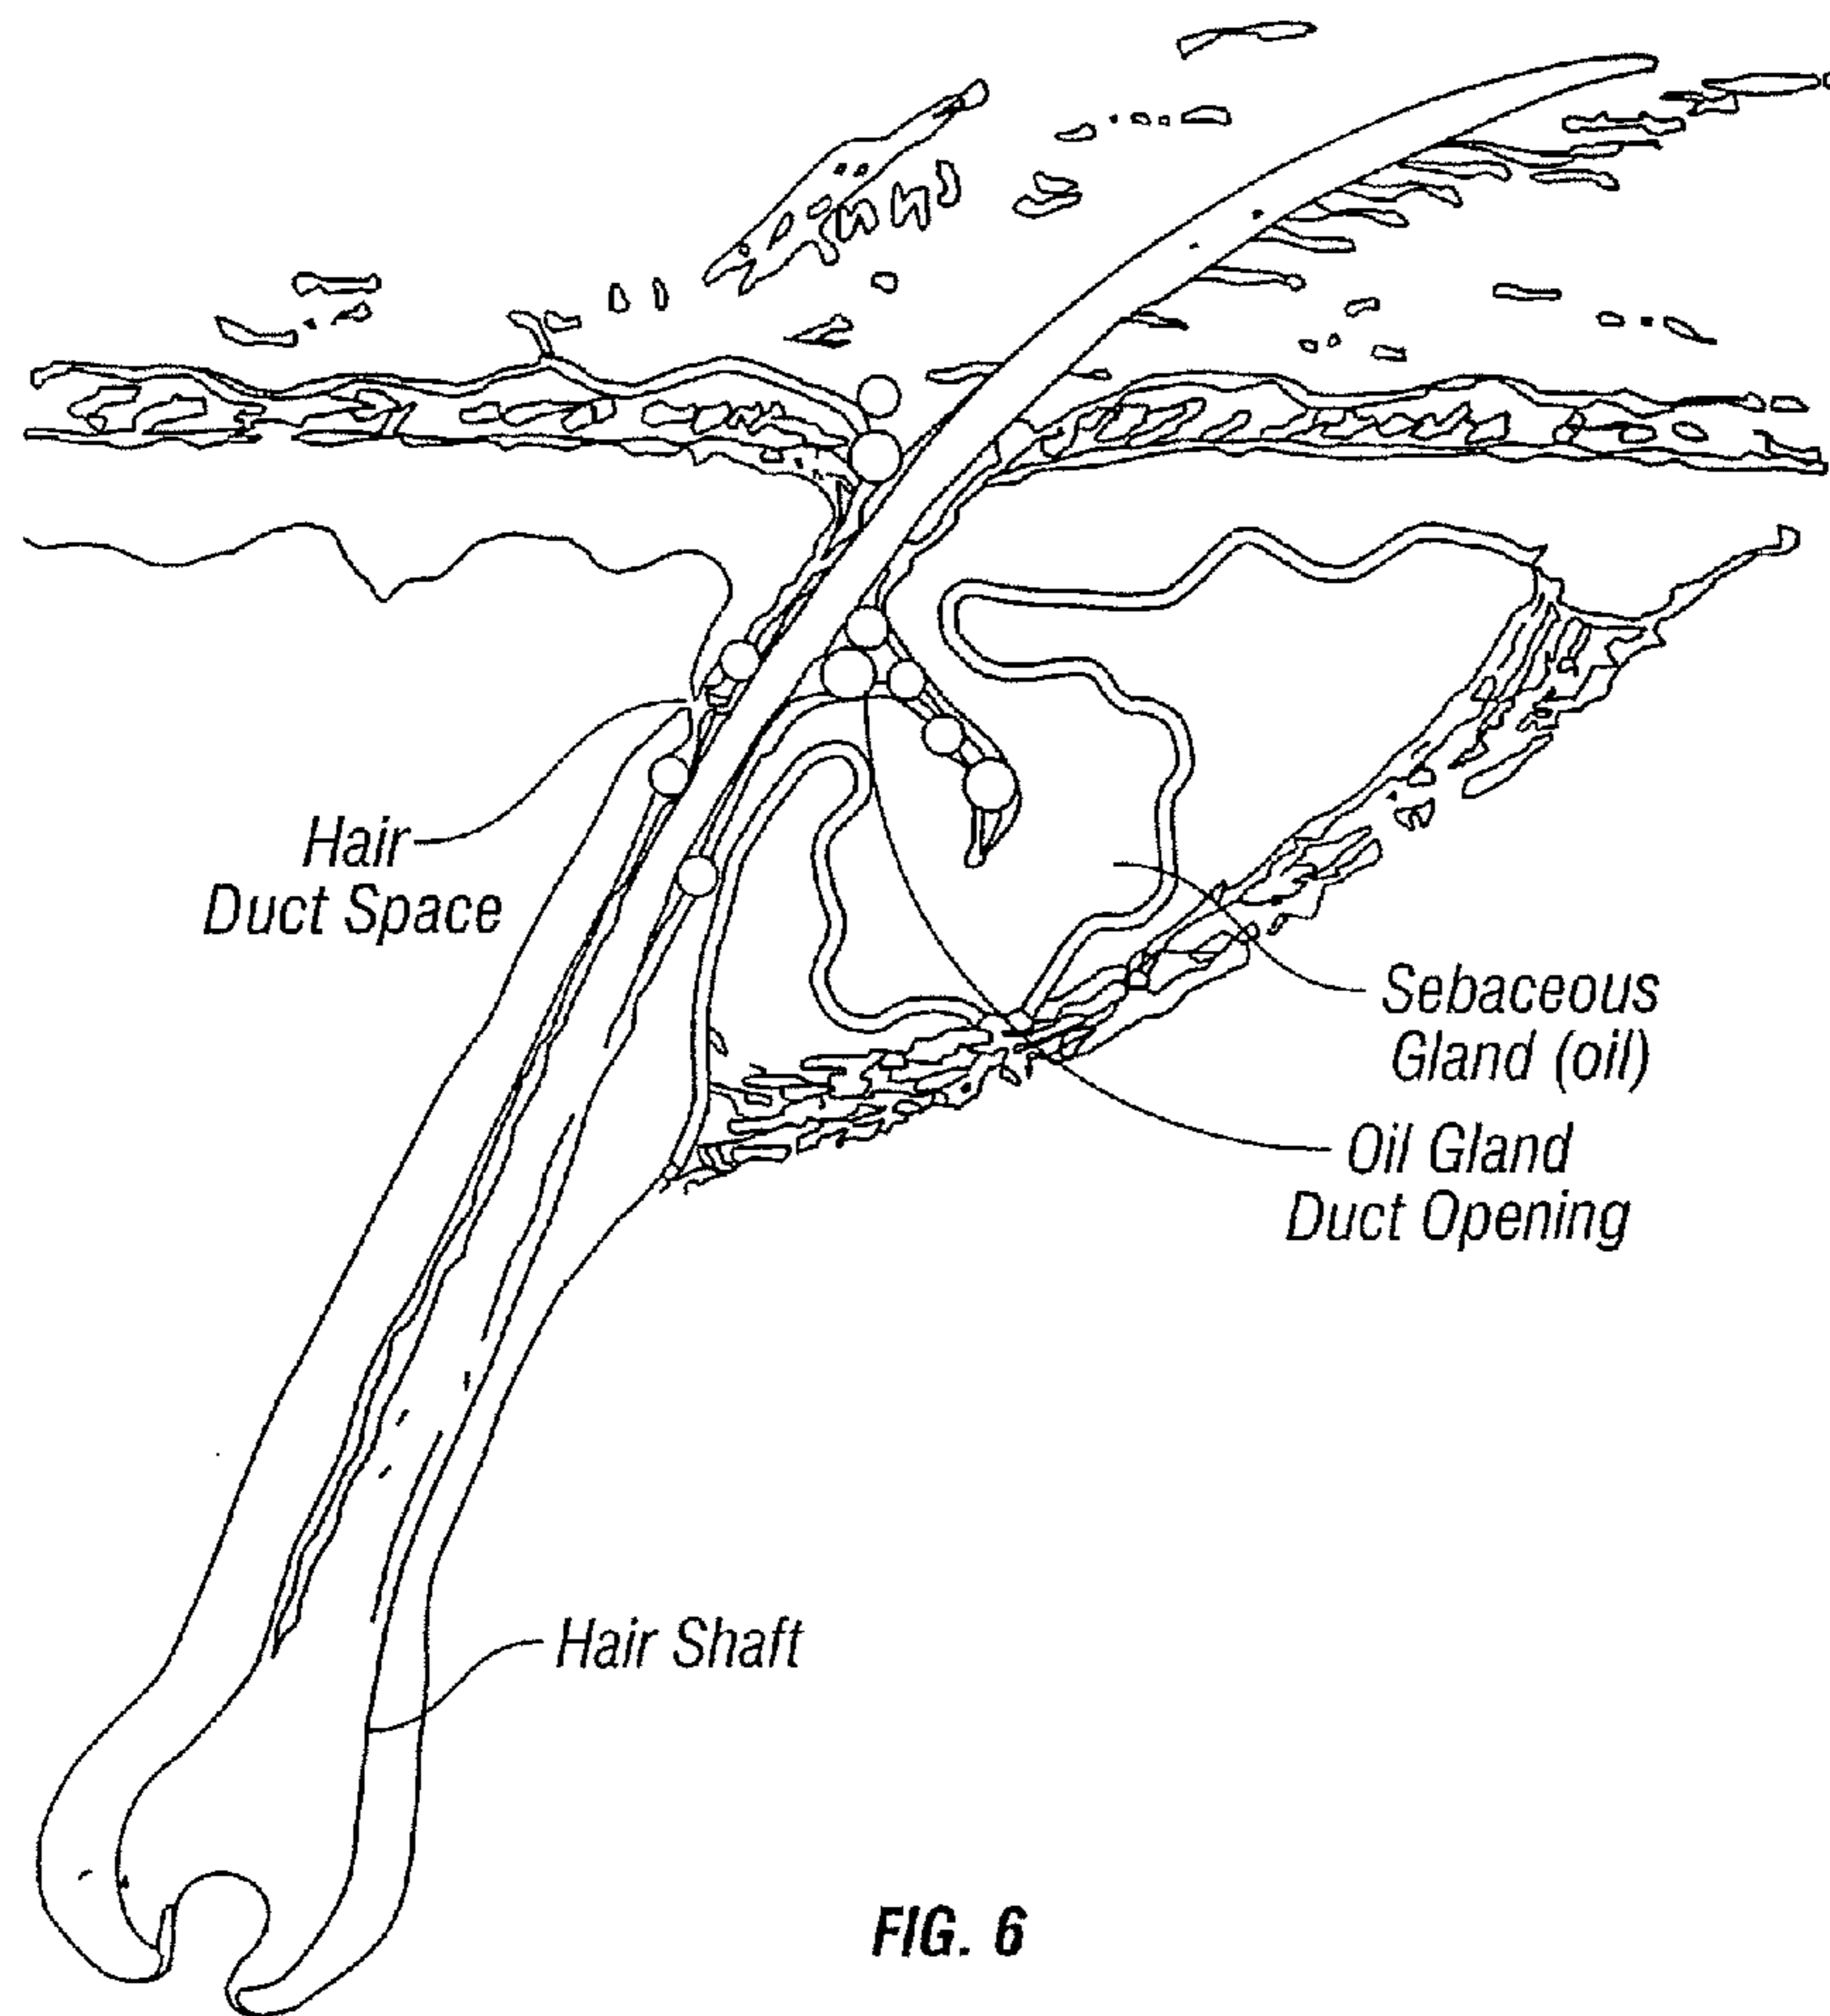 Hair
Duct Space
Sebaceous
Gland (oil)
Oil Gland
Duct Opening
Hair Shaft
FIG. 6